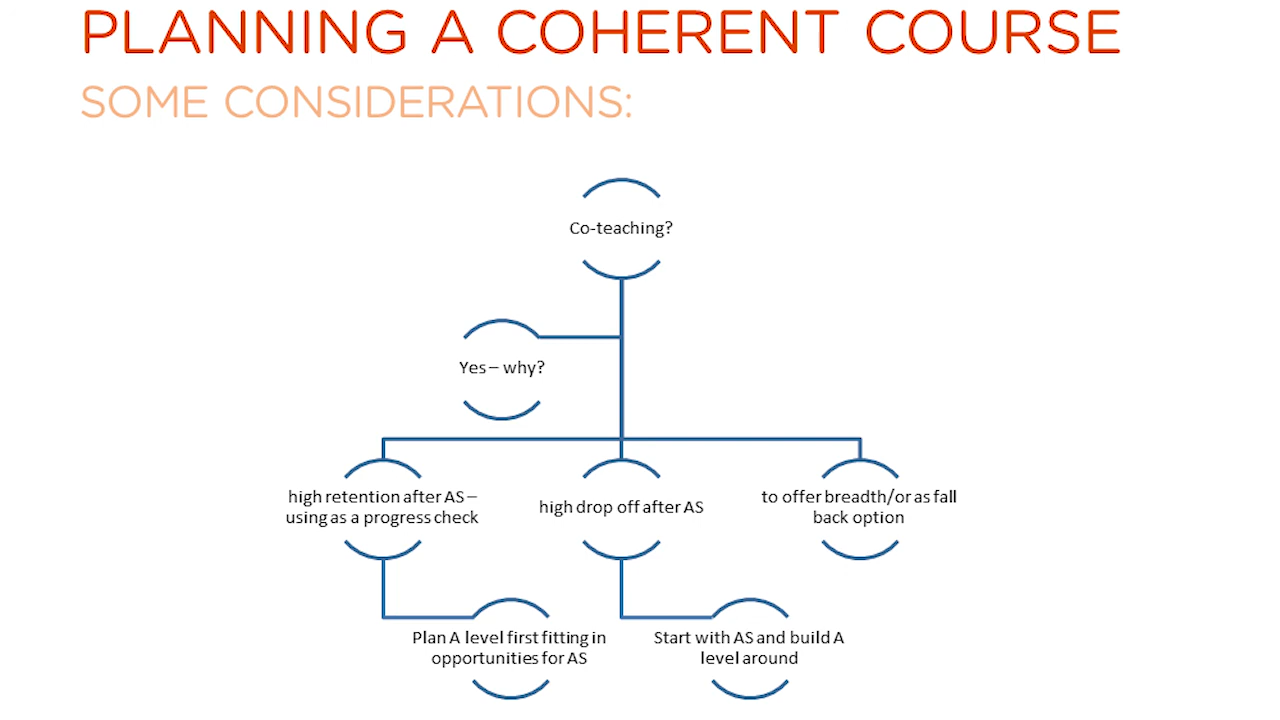 PLANNING A COHERENT COURSE
SOME CONSIDERATIONS:
Co-teaching?
Yes – why?
high retention after AS –
using as a progress check
high drop off after AS
to offer breadth/or as fall
back option
Plan A level first fitting in
opportunities for AS
Start with AS and build A
level around